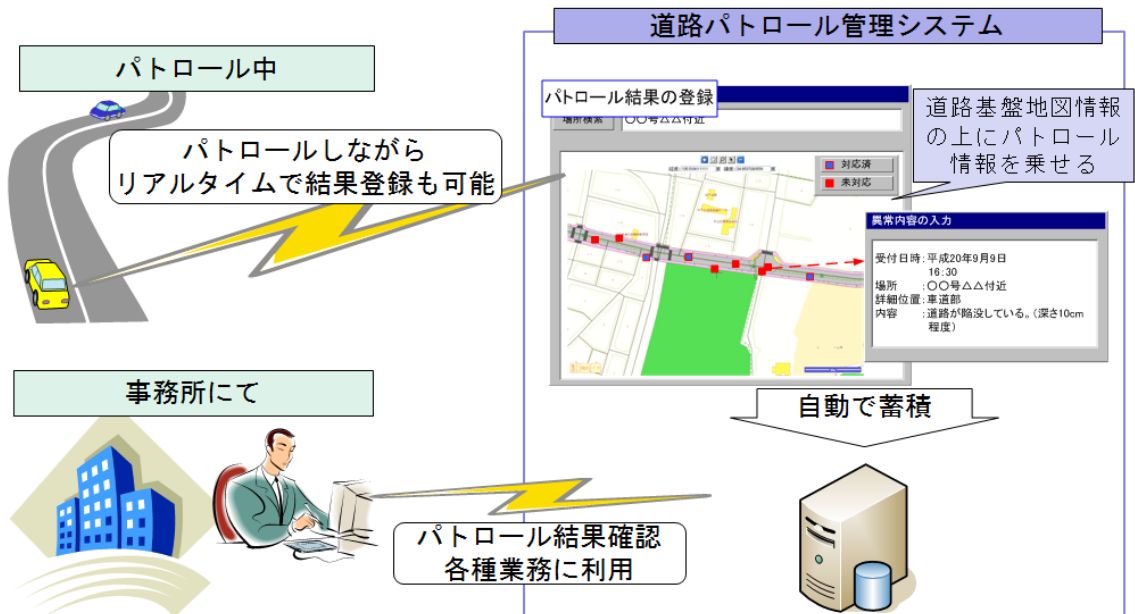 道路パトロール管理システム
パトロール中
パトロールしながら
リアルタイムで結果登録も可能
パトロール結果の登録
場所検索
〇〇号△△付近
対応済
未対応
道路基盤地図情報
の上にパトロール
情報を乗せる
異常内容の入力
受付日時:平成20年9月9日
16:30
場所 :〇〇号△△付近
詳細位置:車道部
内容 :道路が陥没している。(深さ10cm
程度)
自動で蓄積
事務所にて
パトロール結果確認
各種業務に利用